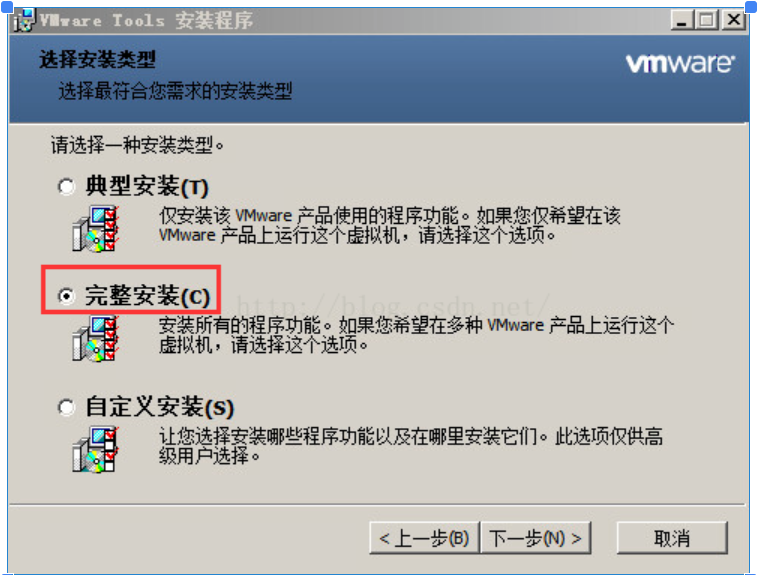 VMware Tools 安装程序
选择安装类型
选择最符合您需求的安装类型
vmware
请选择一种安装类型。
典型安装(T)
仅安装该 VMware 产品使用的程序功能。如果您仅希望在该
VMware 产品上运行这个虚拟机，请选择这个选项。
完整安装(C)
http://blog.csdn.net/
安装所有的程序功能。如果您希望在多种 VMware 产品上运行这个
虚拟机，请选择这个选项。
自定义安装(S)
让您选择安装哪些程序功能以及在哪里安装它们。此选项仅供高
级用户选择。
< 上一步(B) 下一步(N) > 取消